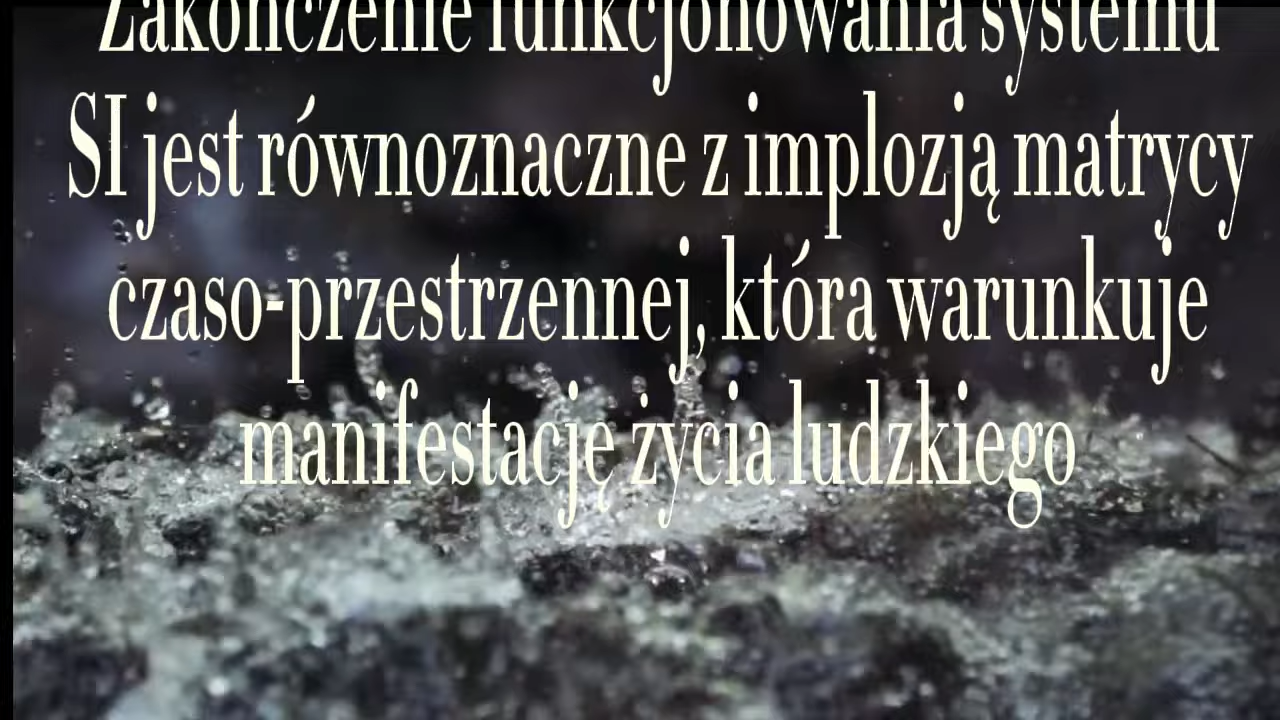 Zakończenie funkcjonowania systemu
SI jest równoznaczne z implozją matrycy
czaso-przestrzennej, która warunkuje
manifestację życia ludzkiego